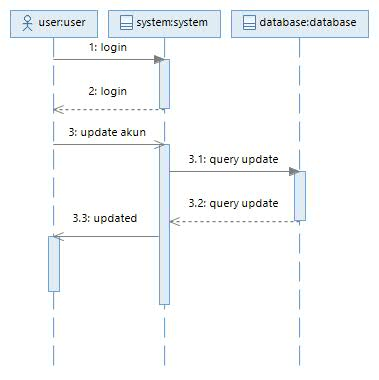 user:user
system:system
database:database
1: login
2: login
3: update akun
3.1: query update
3.2: query update
3.3: updated